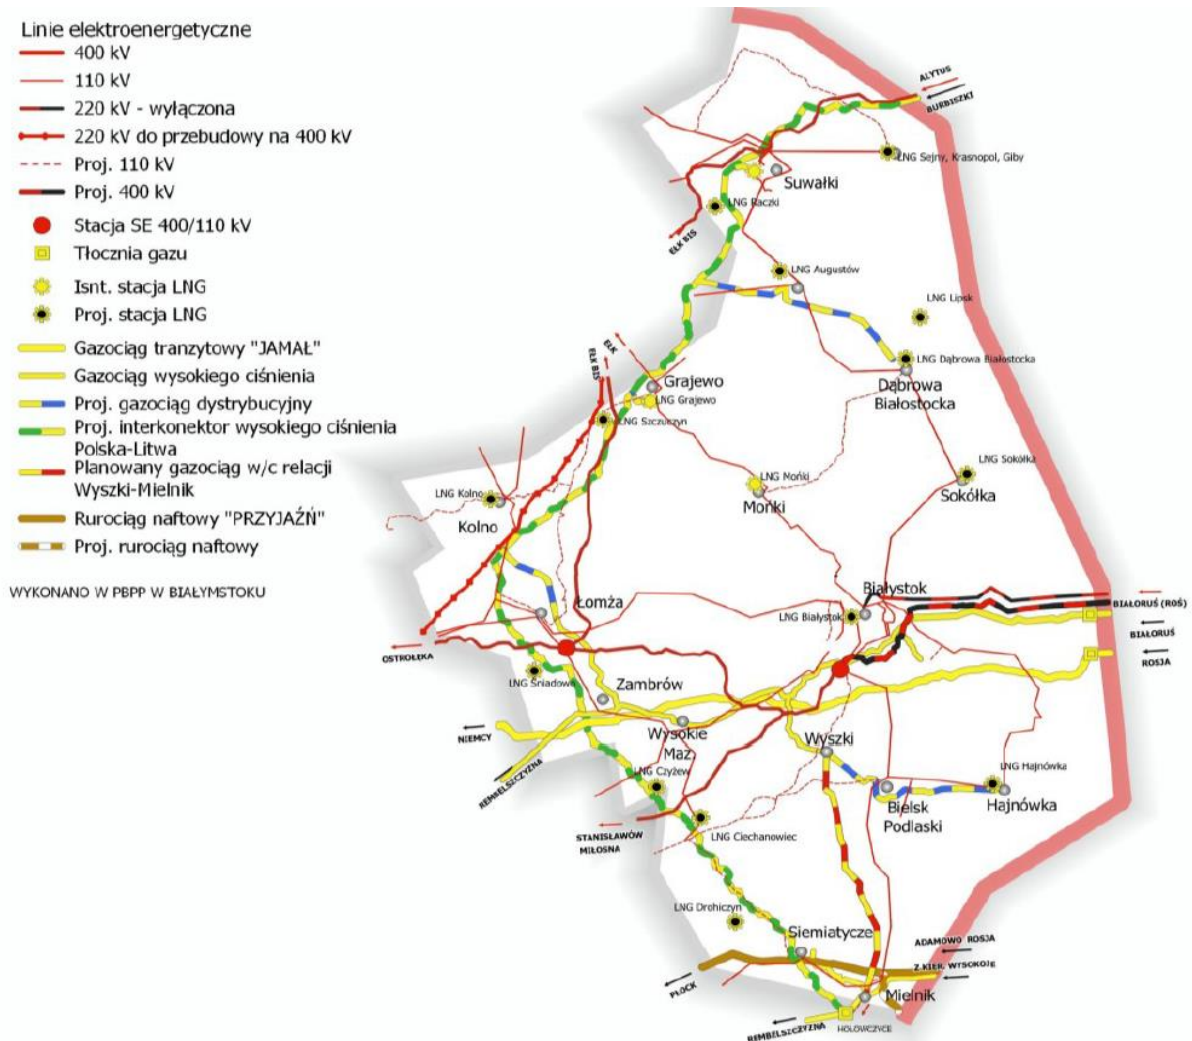 Linie elektroenergetyczne
400 kV
110 kV
220 kV - wyłączona
220 kV do przebudowy na 400 kV
Proj. 110 kV
Proj. 400 kV
Stacja SE 400/110 kV
Tłocznia gazu
Isnt. stacja LNG
Proj. stacja LNG
Gazociąg tranzytowy "JAMAŁ"
Gazociąg wysokiego ciśnienia
Proj. gazociąg dystrybucyjny
Proj. interkonektor wysokiego ciśnienia
Polska-Litwa
Planowany gazociąg w/c relacji
Wyszki-Mielnik
Rurociąg naftowy "PRZYJAŹŃ"
Proj. rurociąg naftowy
WYKONANO W PBPP W BIAŁYMSTOKU
ALYTUS
BURBISZKI
LNG Sejny, Krasnopol, Giby
Suwałki
LNG Raczki
EŁK BIS
LNG Augustów
LNG Lipsk
LNG Dąbrowa Białostocka
Dąbrowa
Białostocka
EŁK
EŁK BIS
Grajewo
LNG Grajewo
LNG Szczuczyn
LNG Kolno
Kolno
LNG Mońki
Mońki
LNG Sokółka
Sokółka
Białystok
LNG Białystok
BIAŁORUŚ (ROŚ)
BIAŁORUŚ
ROSJA
Łomża
OSTROŁĘKA
LNG Śniadowo
Zambrów
NIEMCY
REMBELSZCZYZNA
Wysokie
Maz.
Wyszki
LNG Czyżew
STANISŁAWÓW
MIŁOSNA
LNG Ciechanowiec
Bielsk
Podlaski
LNG Hajnówka
Hajnówka
LNG Drohiczyn
Siemiatycze
ADAMOWO ROSJA
Z KIER. WYSOKOJE
PŁOCK
Mielnik
REMBELSZCZYZNA
HOŁOWCZYCE